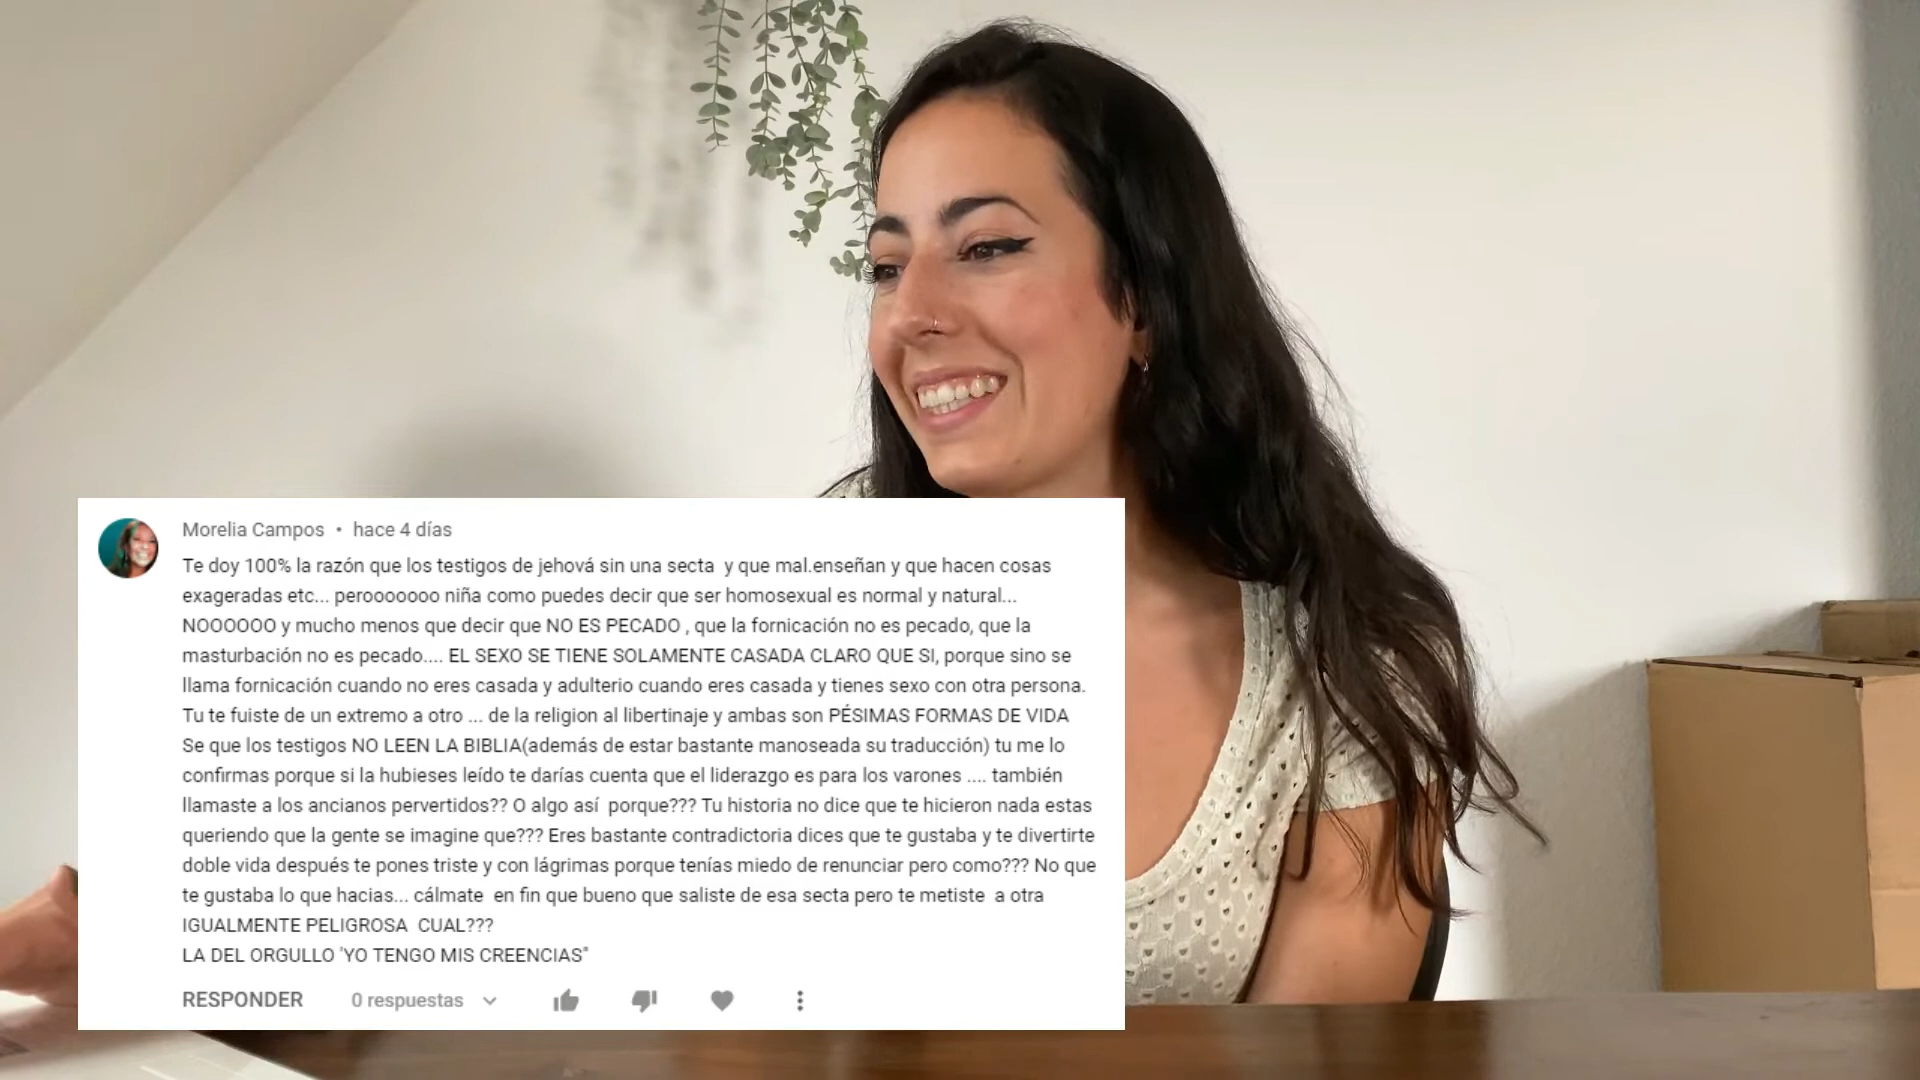 Morelia Campos • hace 4 días
Te doy 100% la razón que los testigos de jehová sin una secta y que mal.enseñan y que hacen cosas
exageradas etc... perooooooo niña como puedes decir que ser homosexual es normal y natural...
NOOOOOO y mucho menos que decir que NO ES PECADO , que la fornicación no es pecado, que la
masturbación no es pecado.... EL SEXO SE TIENE SOLAMENTE CASADA CLARO QUE SI, porque sino se
llama fornicación cuando no eres casada y adulterio cuando eres casada y tienes sexo con otra persona.
Tu te fuiste de un extremo a otro ... de la religion al libertinaje y ambas son PÉSIMAS FORMAS DE VIDA
Se que los testigos NO LEEN LA BIBLIA(además de estar bastante manoseada su traducción) tu me lo
confirmas porque si la hubieses leído te darías cuenta que el liderazgo es para los varones .... también
llamaste a los ancianos pervertidos?? O algo así porque??? Tu historia no dice que te hicieron nada estas
queriendo que la gente se imagine que??? Eres bastante contradictoria dices que te gustaba y te divertirte
doble vida después te pones triste y con lágrimas porque tenías miedo de renunciar pero como??? No que
te gustaba lo que hacias... cálmate en fin que bueno que saliste de esa secta pero te metiste a otra
IGUALMENTE PELIGROSA CUAL???
LA DEL ORGULLO 'YO TENGO MIS CREENCIAS"
RESPONDER 0 respuestas